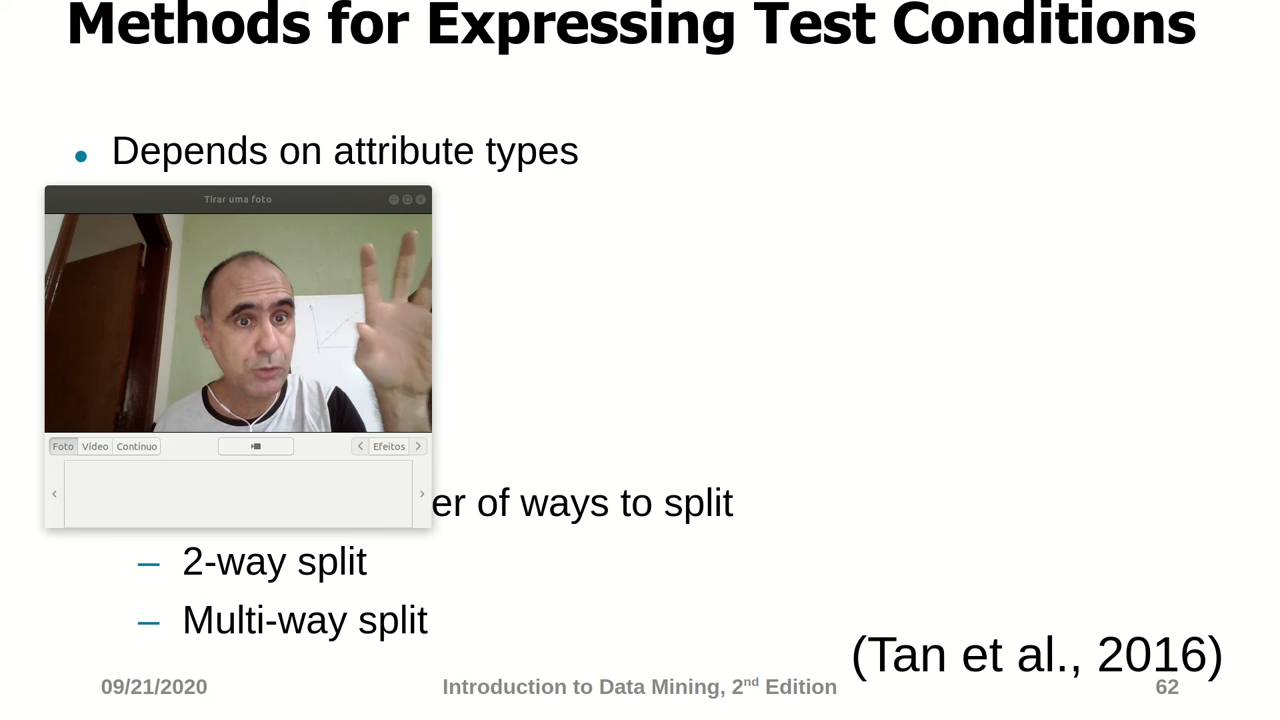 Methods for Expressing Test Conditions
Depends on attribute types
Tirar uma foto
Foto Vídeo Contínuo Efeitos
er of ways to split
– 2-way split
– Multi-way split
(Tan et al., 2016)
09/21/2020 Introduction to Data Mining, 2nd Edition 62